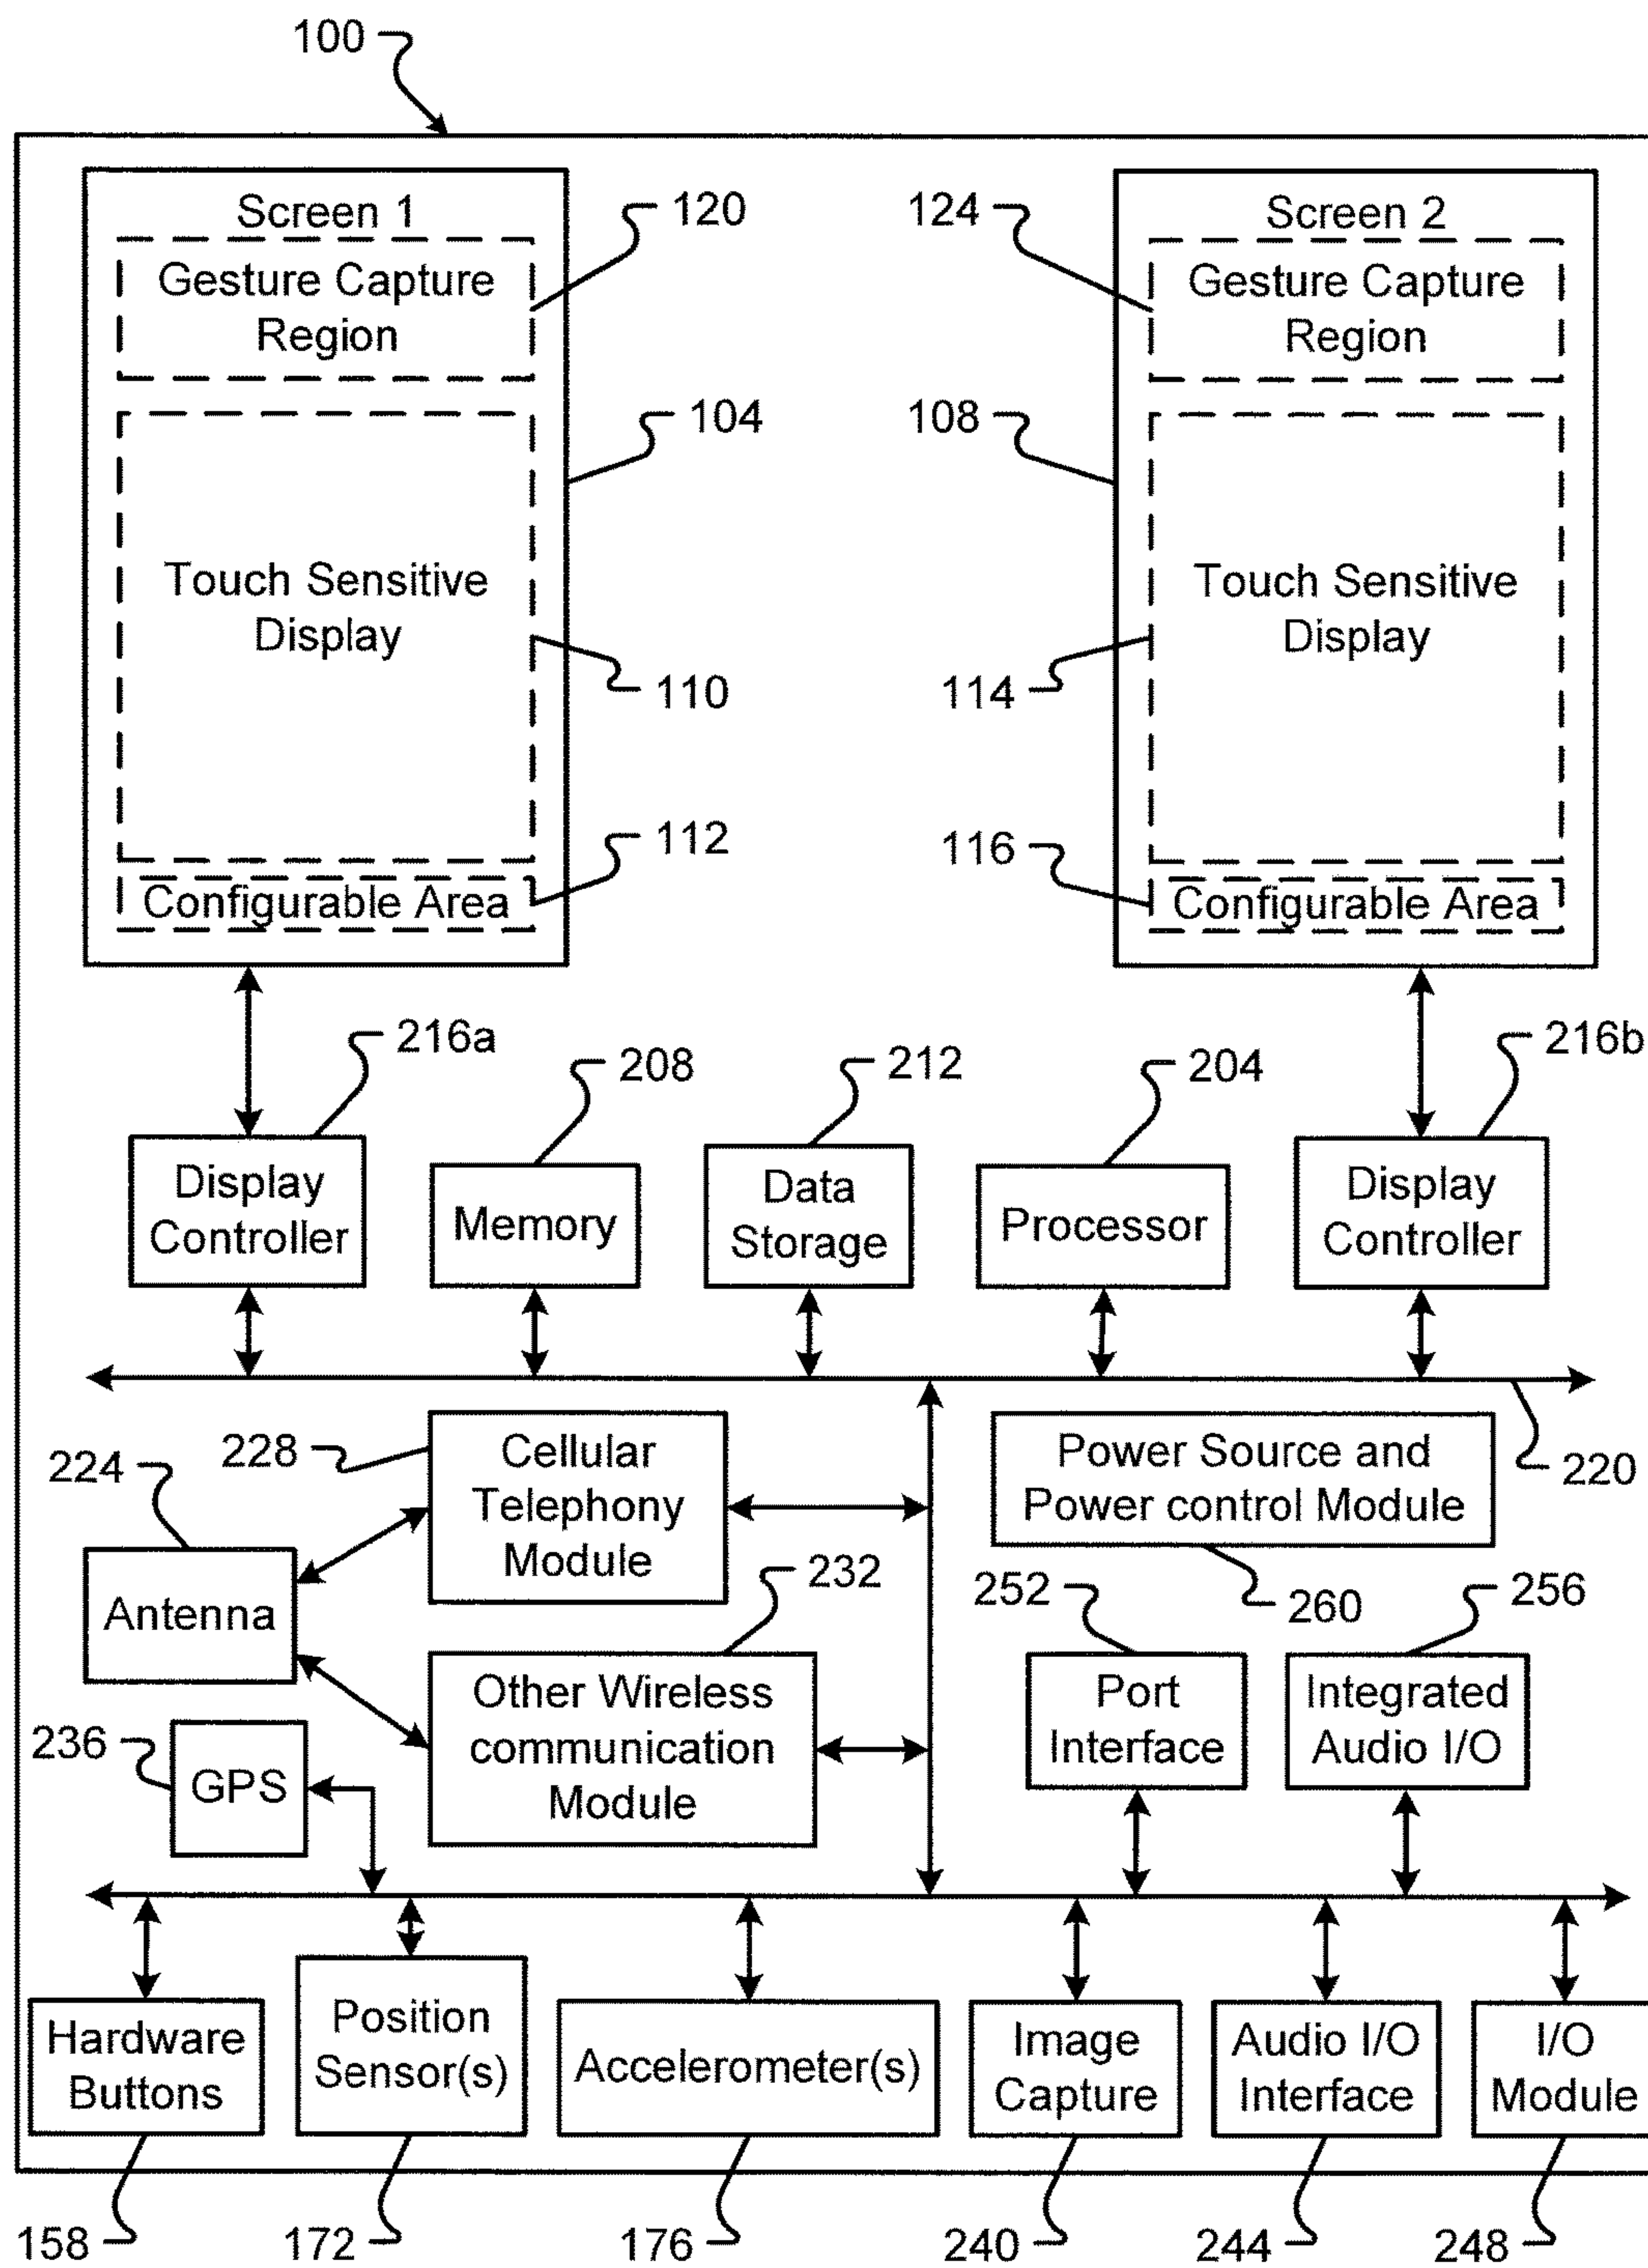 100
Screen 1
Gesture Capture
Region
120
Touch Sensitive
Display
104
110
Configurable Area
112
Screen 2
Gesture Capture
Region
124
Touch Sensitive
Display
108
114
Configurable Area
116
216a
208
212
204
216b
Display
Controller
Memory
Data
Storage
Processor
Display
Controller
220
224
228
Cellular
Telephony
Module
Power Source and
Power control Module
260
Antenna
232
252
256
Other Wireless
communication
Module
Port
Interface
Integrated
Audio I/O
236
GPS
Hardware
Buttons
Position
Sensor(s)
Accelerometer(s)
Image
Capture
Audio I/O
Interface
I/O
Module
158
172
176
240
244
248